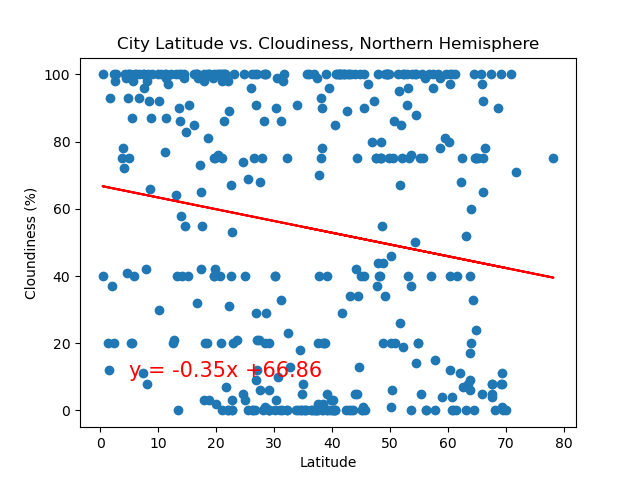 City Latitude vs. Cloudiness, Northern Hemisphere
Cloundiness (%)
100
80
60
40
20
0
y = -0.35x +66.86
0 10 20 30 40 50 60 70 80
Latitude